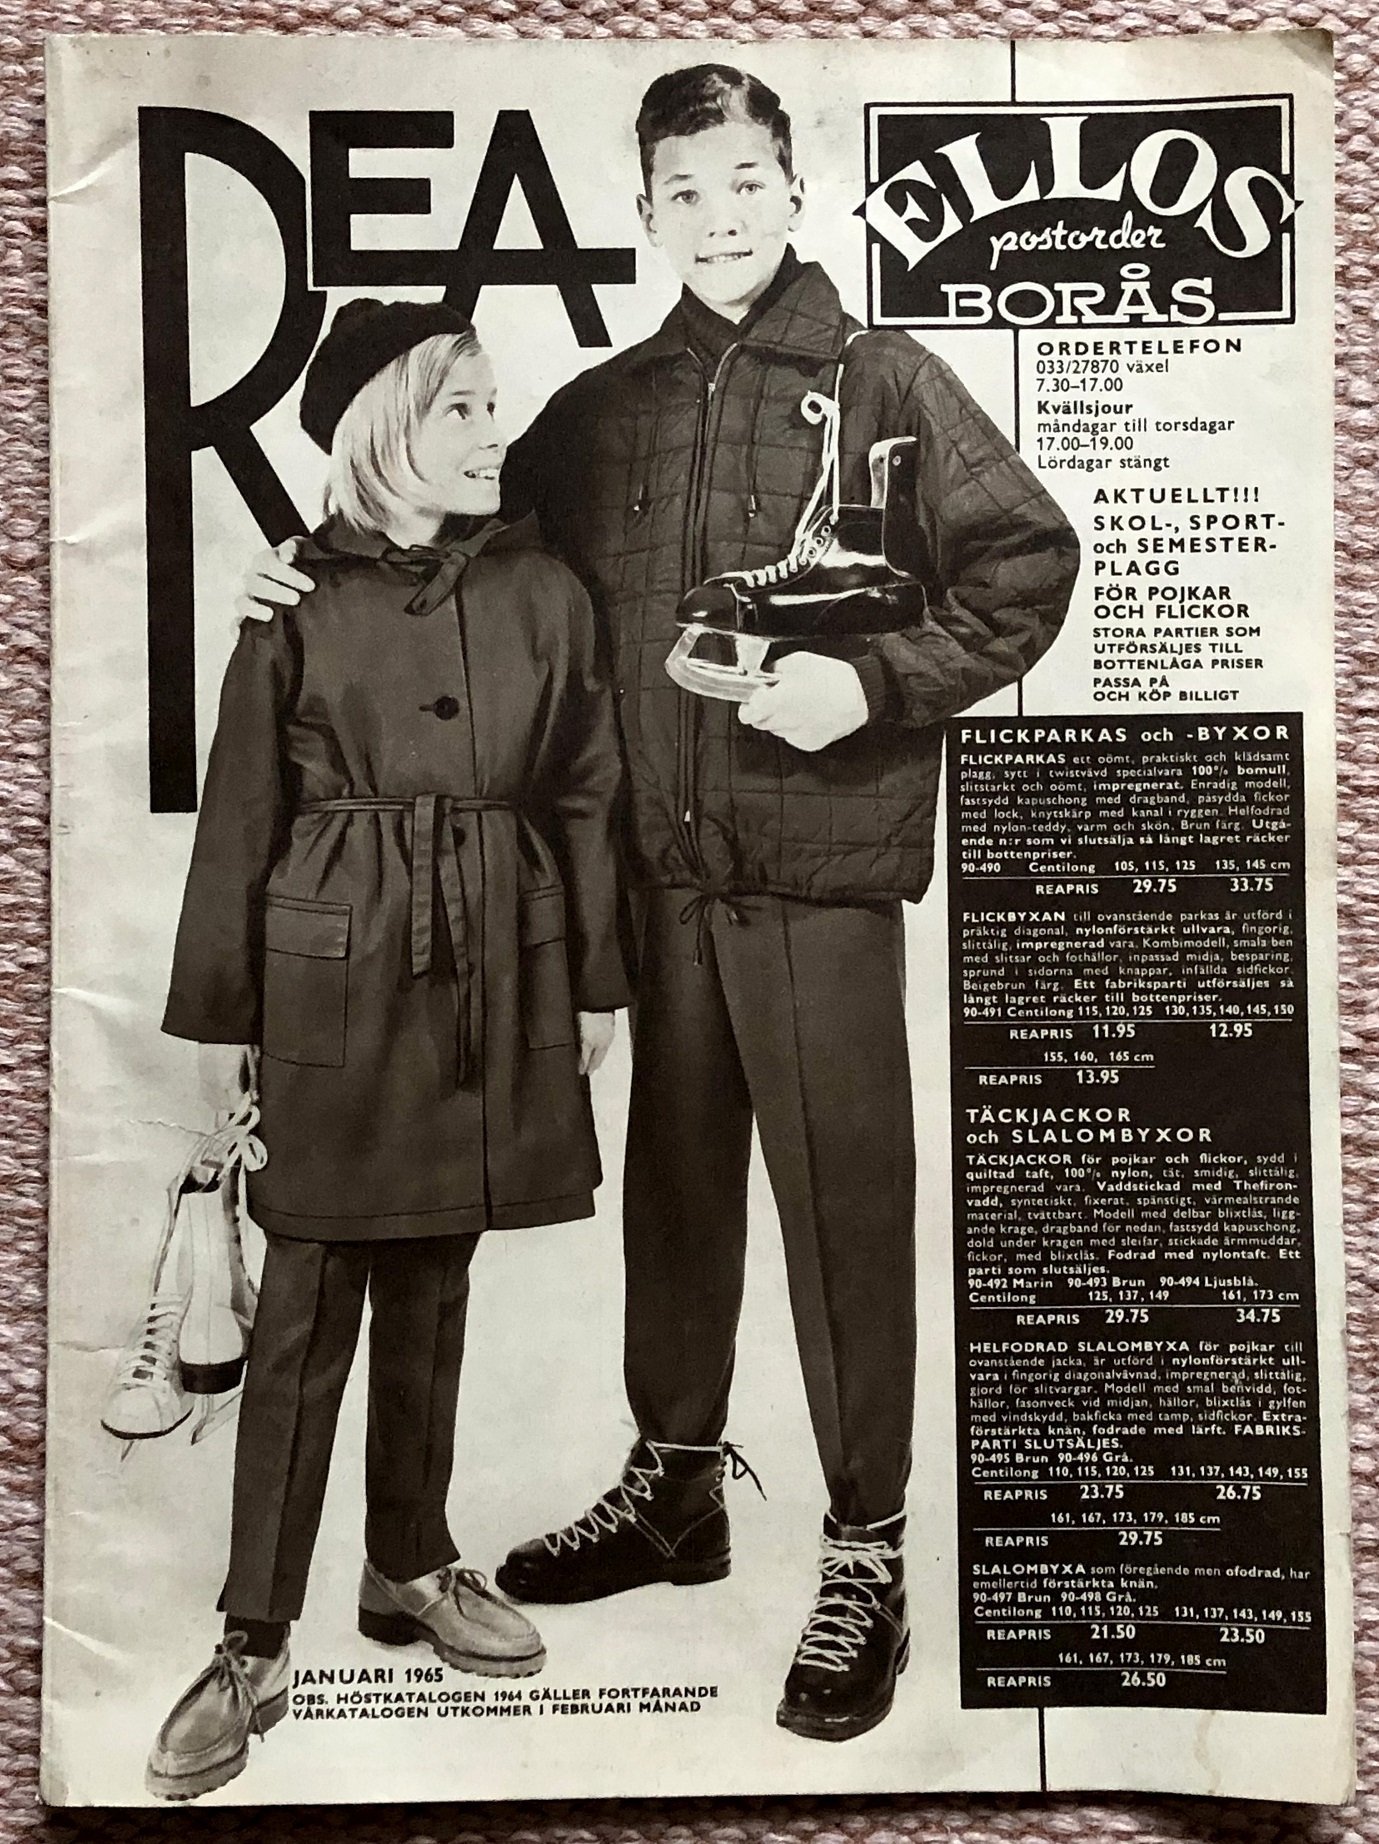 REA
ELLOS
postorder
BORÅS
ORDERTELEFON
033/27870 växel
7.30–17.00
Kvällsjour
måndagar till torsdagar
17.00–19.00
Lördagar stängt
AKTUELLT!!!
SKOL-, SPORT-
och SEMESTER-
PLAGG
FÖR POJKAR
OCH FLICKOR
STORA PARTIER SOM
UTFÖRSÄLJES TILL
BOTTENLÅGA PRISER
PASSA PÅ
OCH KÖP BILLIGT
FLICKPARKAS och -BYXOR
FLICKPARKAS ett oömt, praktiskt och klädsamt
plagg, sytt i twistvävd specialvara 100% bomull,
slitstarkt och oömt, impregnerat. Enradig modell,
fastsydd kapuschong med dragband, påsydda fickor
med lock, knytskärp med kanal i ryggen. Helfodrad
med nylon-teddy, varm och skön. Brun färg. Utgå-
ende n:r som vi slutsälja så långt lagret räcker
till bottenpriser.
90-490 Centilong 105, 115, 125 135, 145 cm
REAPRIS 29.75 33.75
FLICKBYXAN till ovanstående parkas är utförd i
präktig diagonal, nylonförstärkt ullvara, fingorig,
slittålig, impregnerad vara. Kombimodell, smala ben
med slitsar och fothällor, inpassad midja, besparing,
sprund i sidorna med knappar, infällda sidfickor.
Beigebrun färg. Ett fabriksparti utförsäljes så
långt lagret räcker till bottenpriser.
90-491 Centilong 115, 120, 125 130, 135, 140, 145, 150
REAPRIS 11.95 12.95
155, 160, 165 cm
REAPRIS 13.95
TÄCKJACKOR
och SLALOMBYXOR
TÄCKJACKOR för pojkar och flickor, sydd i
quiltad taft, 100% nylon, tät, smidig, slittålig,
impregnerad vara. Vaddstickad med Thefiron-
vadd, syntetiskt, fixerat, spänstigt, värmealstrande
material, tvättbart. Modell med delbar blixtlås, ligg-
ande krage, dragband för nedan, fastsydd kapuschong,
dold under kragen med sleifar, stickade ärmmuddar,
fickor, med blixtlås. Fodrad med nylontaft. Ett
parti som slutsäljes.
90-492 Marin 90-493 Brun 90-494 Ljusblå.
Centilong 125, 137, 149 161, 173 cm
REAPRIS 29.75 34.75
HELFODRAD SLALOMBYXA för pojkar till
ovanstående jacka, är utförd i nylonförstärkt ull-
vara i fingorig diagonalvävnad, impregnerad, slittålig,
gjord för slitvargar. Modell med smal benvidd, fot-
hällor, fasonveck vid midjan, hällor, blixtlås i gylfen
med vindskydd, bakficka med tamp, sidfickor. Extra-
förstärkta knän, fodrade med lärft. FABRIKS-
PARTI SLUTSÄLJES.
90-495 Brun 90-496 Grå.
Centilong 110, 115, 120, 125 131, 137, 143, 149, 155
REAPRIS 23.75 26.75
161, 167, 173, 179, 185 cm
REAPRIS 29.75
SLALOMBYXA som föregående men ofodrad, har
emellertid förstärkta knän.
90-497 Brun 90-498 Grå.
Centilong 110, 115, 120, 125 131, 137, 143, 149, 155
REAPRIS 21.50 23.50
161, 167, 173, 179, 185 cm
REAPRIS 26.50
JANUARI 1965
OBS. HÖSTKATALOGEN 1964 GÄLLER FORTFARANDE
VÅRKATALOGEN UTKOMMER I FEBRUARI MÅNAD